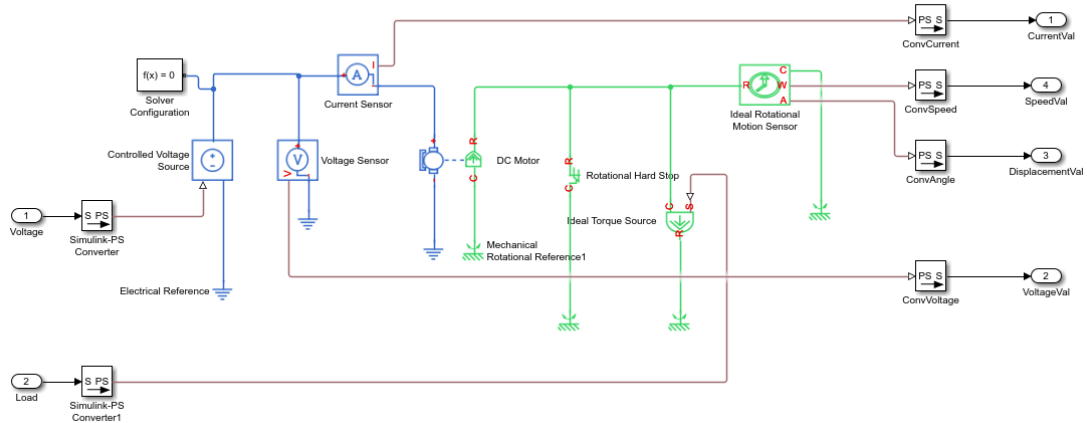 PS S
ConvCurrent
1
CurrentVal
f(x) = 0
Solver
Configuration
I
A
Current Sensor
R
C
W
A
Ideal Rotational
Motion Sensor
PS S
ConvSpeed
4
SpeedVal
Controlled Voltage
Source
+
-
V
V
Voltage Sensor
+
-
R
C
DC Motor
R
C
Rotational Hard Stop
PS S
ConvAngle
3
DisplacementVal
1
Voltage
S PS
Simulink-PS
Converter
C
S
R
Ideal Torque Source
Mechanical
Rotational Reference1
Electrical Reference
PS S
ConvVoltage
2
VoltageVal
2
Load
S PS
Simulink-PS
Converter1